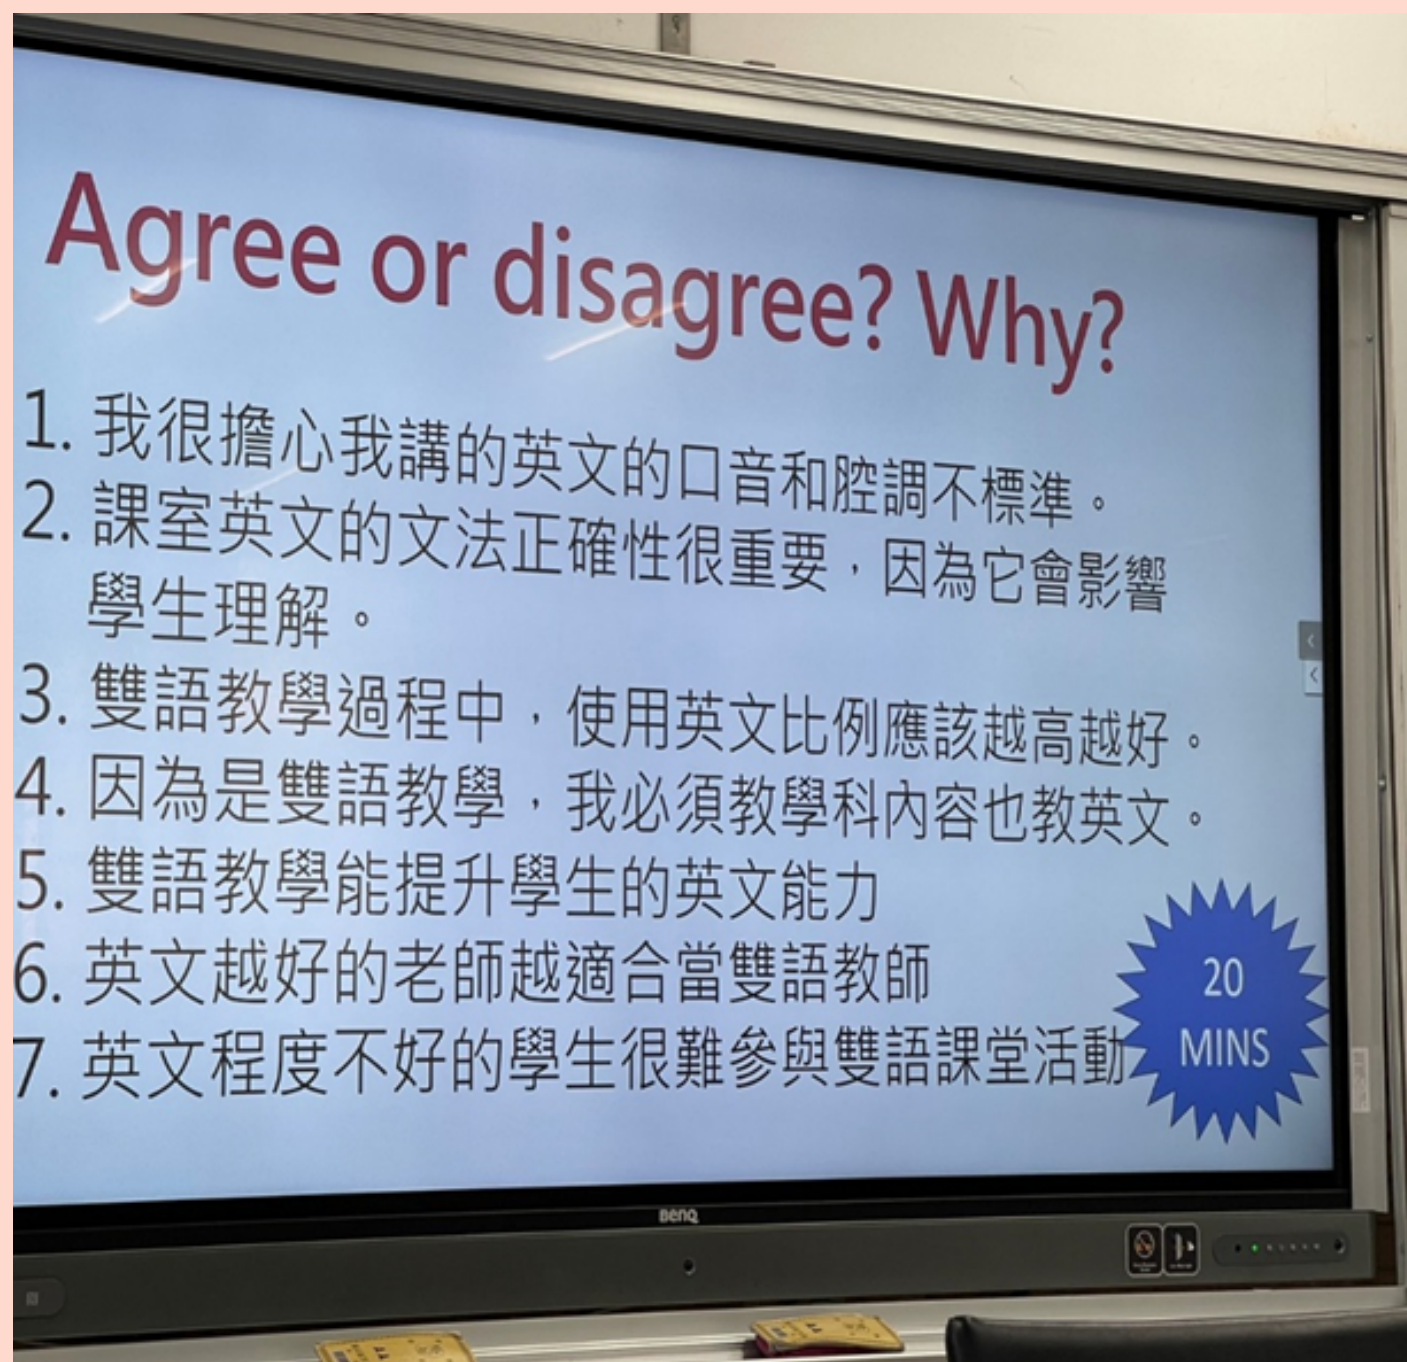 Agree or disagree? Why?
1. 我很擔心我講的英文的口音和腔調不標準。
2. 課室英文的文法正確性很重要，因為它會影響
學生理解。
3. 雙語教學過程中，使用英文比例應該越高越好。
4. 因為是雙語教學，我必須教學科內容也教英文。
5. 雙語教學能提升學生的英文能力
6. 英文越好的老師越適合當雙語教師
7. 英文程度不好的學生很難參與雙語課堂活動
20
MINS
BenQ